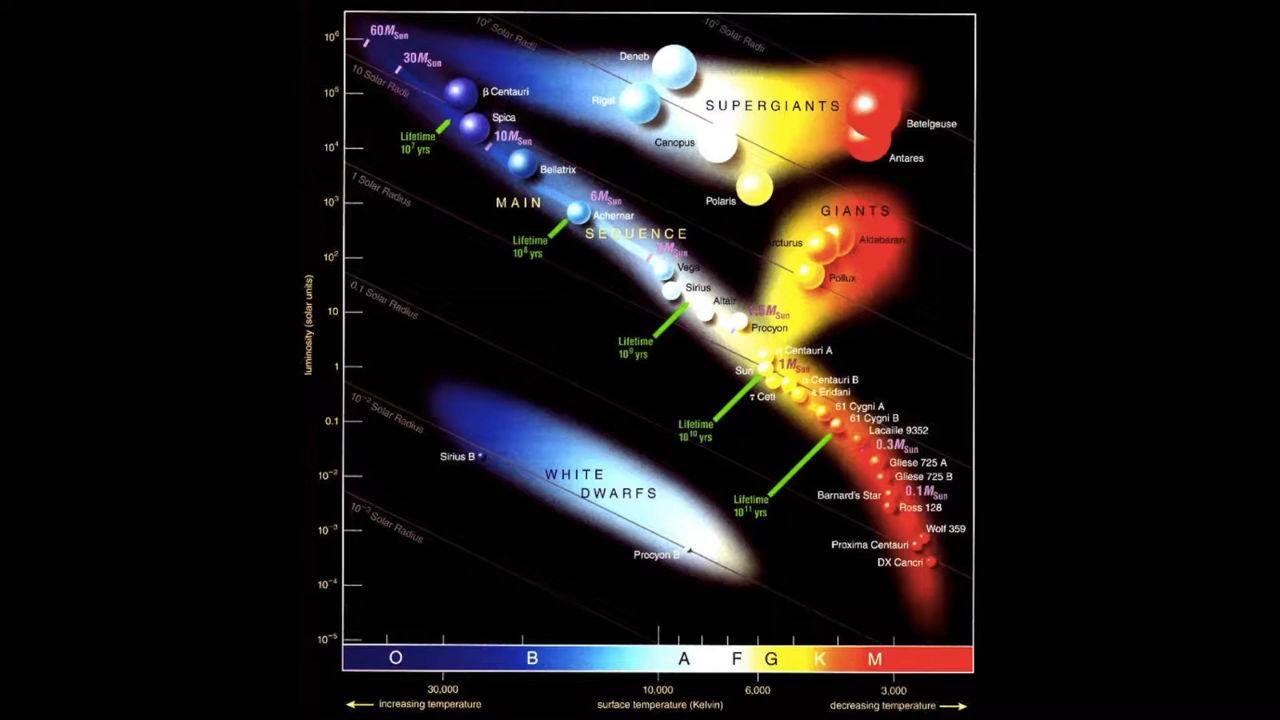 10² Solar Radii
10³ Solar Radii
60MSun
30MSun
10 Solar Radii
Deneb
β Centauri
Rigel
SUPERGIANTS
Betelgeuse
Spica
Lifetime
10⁷ yrs
10MSun
Canopus
Antares
Bellatrix
1 Solar Radius
MAIN
6MSun
Polaris
GIANTS
Achernar
SEQUENCE
Lifetime
10⁸ yrs
Arcturus
Aldebaran
Vega
Pollux
0.1 Solar Radius
Sirius
Altair
1.5MSun
Procyon
Lifetime
10⁹ yrs
Centauri A
Sun
1MSun
α Centauri B
τ Ceti
ε Eridani
10⁻² Solar Radius
61 Cygni A
61 Cygni B
Lifetime
10¹⁰ yrs
Lacaille 9352
0.3MSun
Sirius B
Gliese 725 A
WHITE
DWARFS
Gliese 725 B
0.1MSun
Barnard's Star
Lifetime
10¹¹ yrs
Ross 128
10⁻³ Solar Radius
Wolf 359
Proxima Centauri
Procyon B
DX Cancri
luminosity (solar units)
10⁶
10⁵
10⁴
10³
10²
10
1
0.1
10⁻²
10⁻³
10⁻⁴
10⁻⁵
O B A F G K M
30,000 10,000 6,000 3,000
increasing temperature surface temperature (Kelvin) decreasing temperature